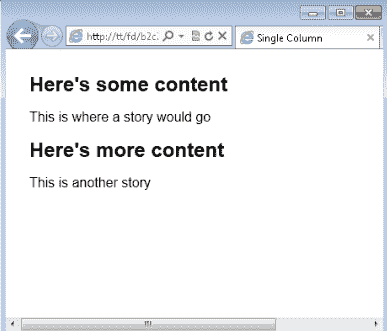 http://tt/fd/b2c.
Single Column
Here's some content
This is where a story would go
Here's more content
This is another story